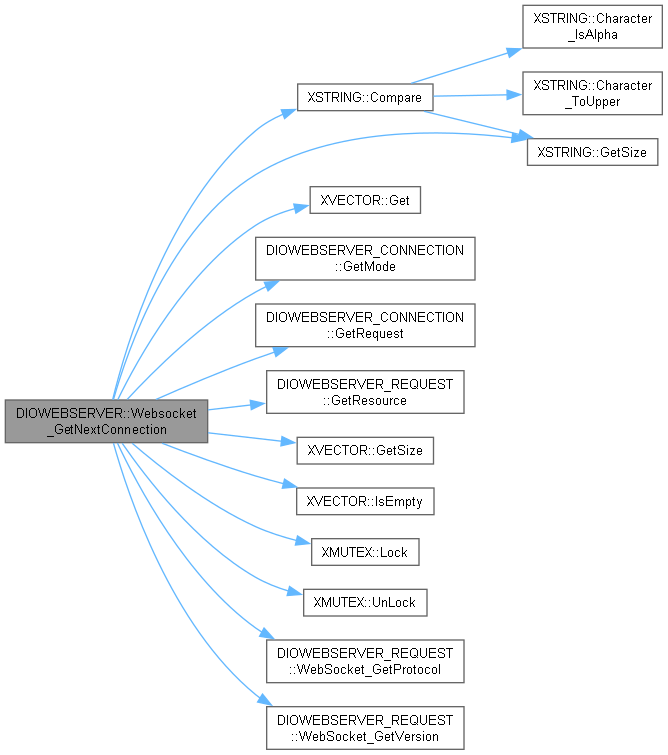 XSTRING::Character
_IsAlpha
XSTRING::Compare
XSTRING::Character
_ToUpper
XSTRING::GetSize
XVECTOR::Get
DIOWEBSERVER_CONNECTION
::GetMode
DIOWEBSERVER_CONNECTION
::GetRequest
DIOWEBSERVER_REQUEST
::GetResource
DIOWEBSERVER::Websocket
_GetNextConnection
XVECTOR::GetSize
XVECTOR::IsEmpty
XMUTEX::Lock
XMUTEX::UnLock
DIOWEBSERVER_REQUEST
::WebSocket_GetProtocol
DIOWEBSERVER_REQUEST
::WebSocket_GetVersion